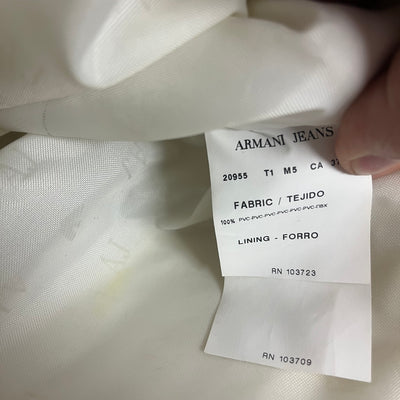 ARMANI JEANS
20955 T1 M5 CA
FABRIC / TEJIDO
100% PVC-PVC-PVC-PVC-PVC-PVC-ПВХ
LINING - FORRO
RN 103723
RN 103709